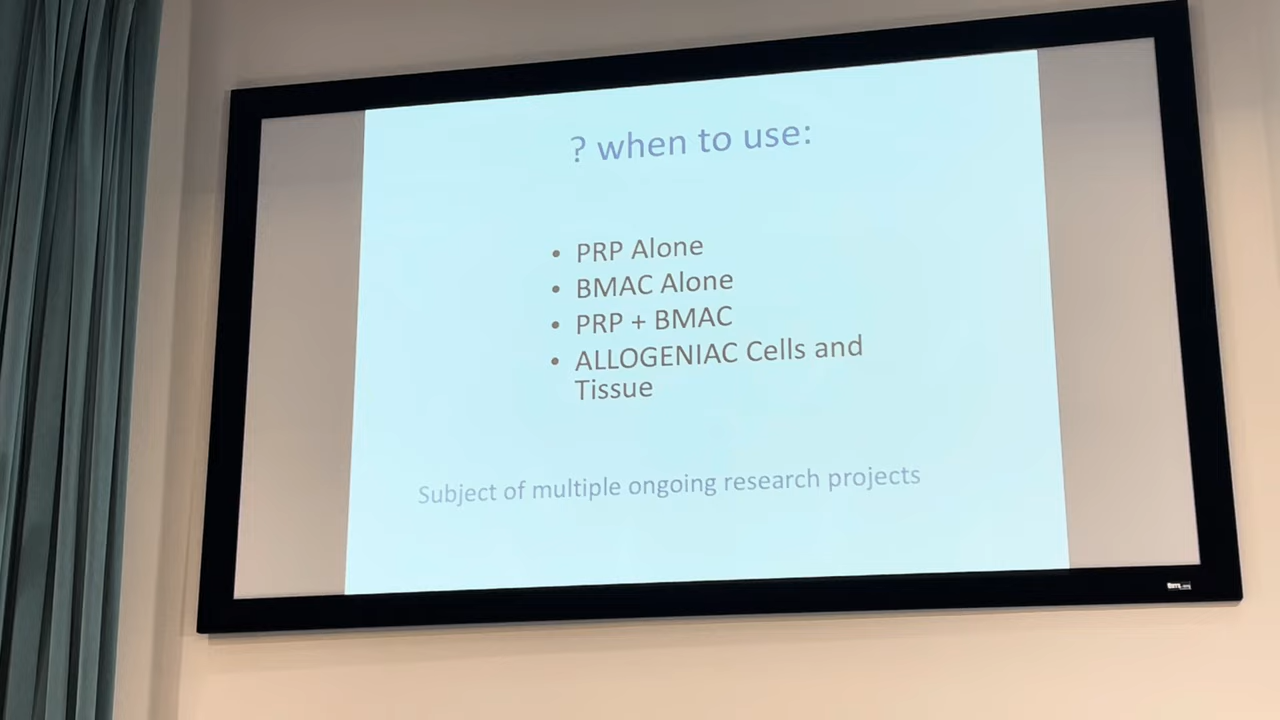 ? when to use:
• PRP Alone
• BMAC Alone
• PRP + BMAC
• ALLOGENIAC Cells and
Tissue
Subject of multiple ongoing research projects